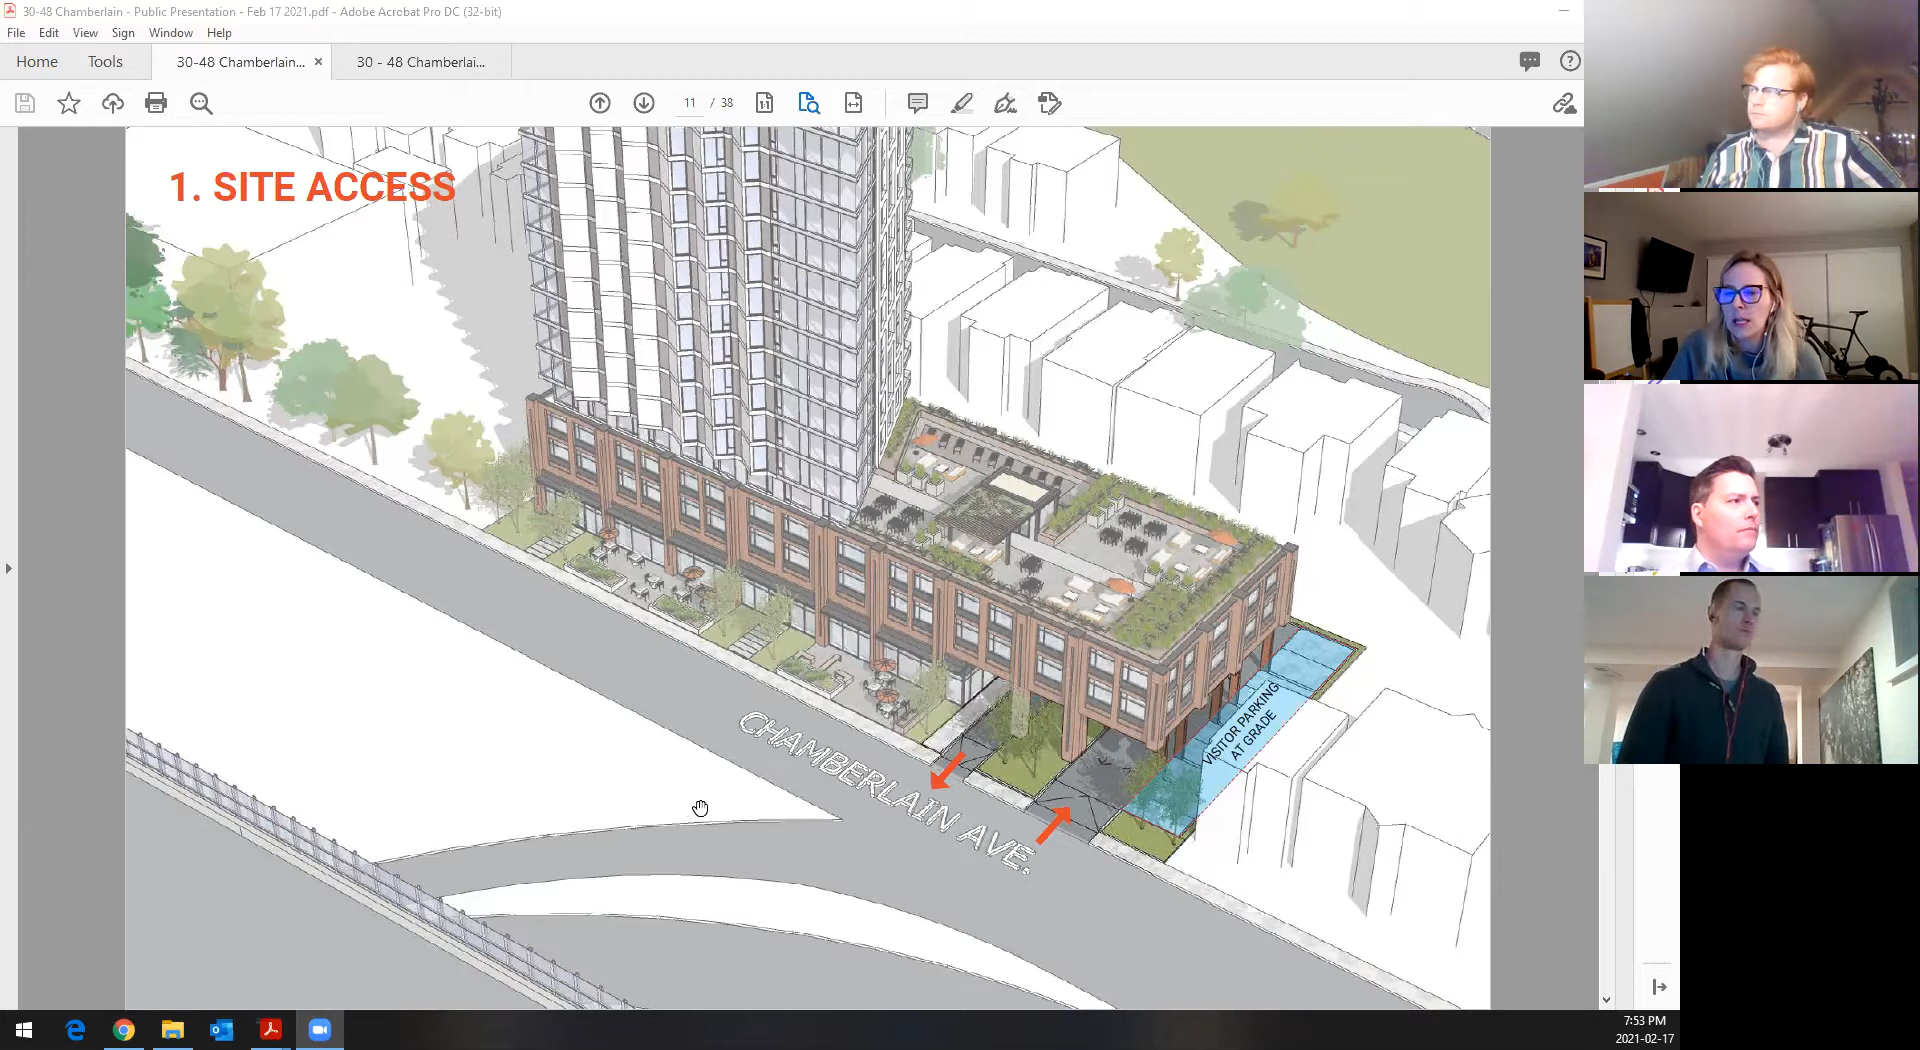 30-48 Chamberlain - Public Presentation - Feb 17 2021.pdf - Adobe Acrobat Pro DC (32-bit)
File Edit View Sign Window Help
Home Tools 30-48 Chamberlain... × 30 - 48 Chamberlai...
11 / 38
1. SITE ACCESS
VISITOR PARKING
AT GRADE
CHAMBERLAIN AVE.
7:53 PM
2021-02-17